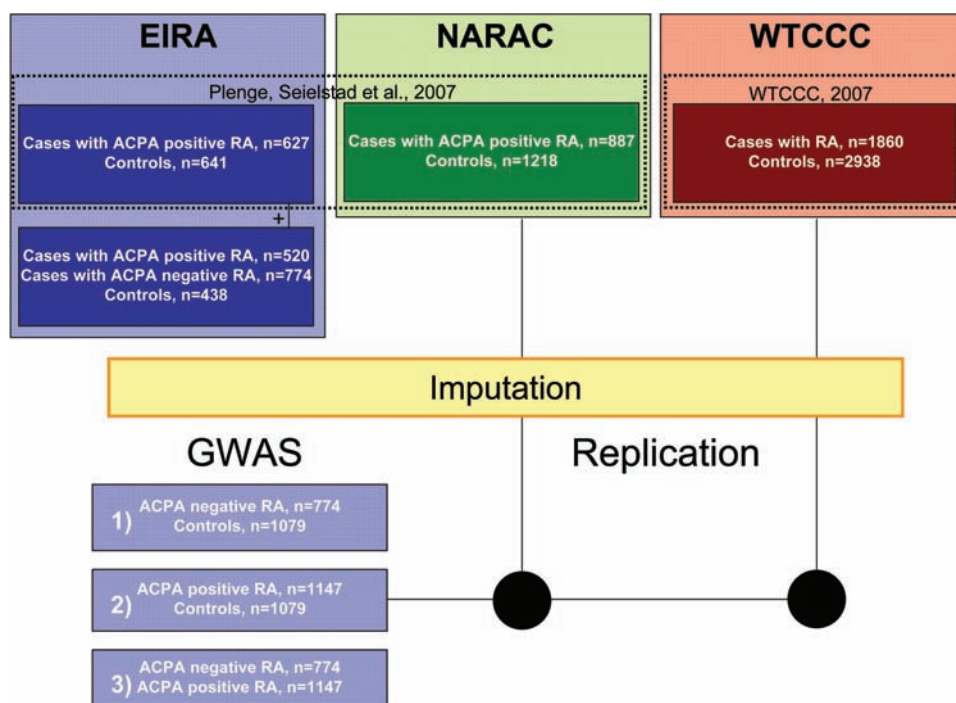 EIRA
NARAC
WTCCC
Plenge, Seielstad et al., 2007
WTCCC, 2007
Cases with ACPA positive RA, n=627
Controls, n=641
Cases with ACPA positive RA, n=887
Controls, n=1218
Cases with RA, n=1860
Controls, n=2938
+
Cases with ACPA positive RA, n=520
Cases with ACPA negative RA, n=774
Controls, n=438
Imputation
GWAS
Replication
1)
ACPA negative RA, n=774
Controls, n=1079
2)
ACPA positive RA, n=1147
Controls, n=1079
3)
ACPA negative RA, n=774
ACPA positive RA, n=1147